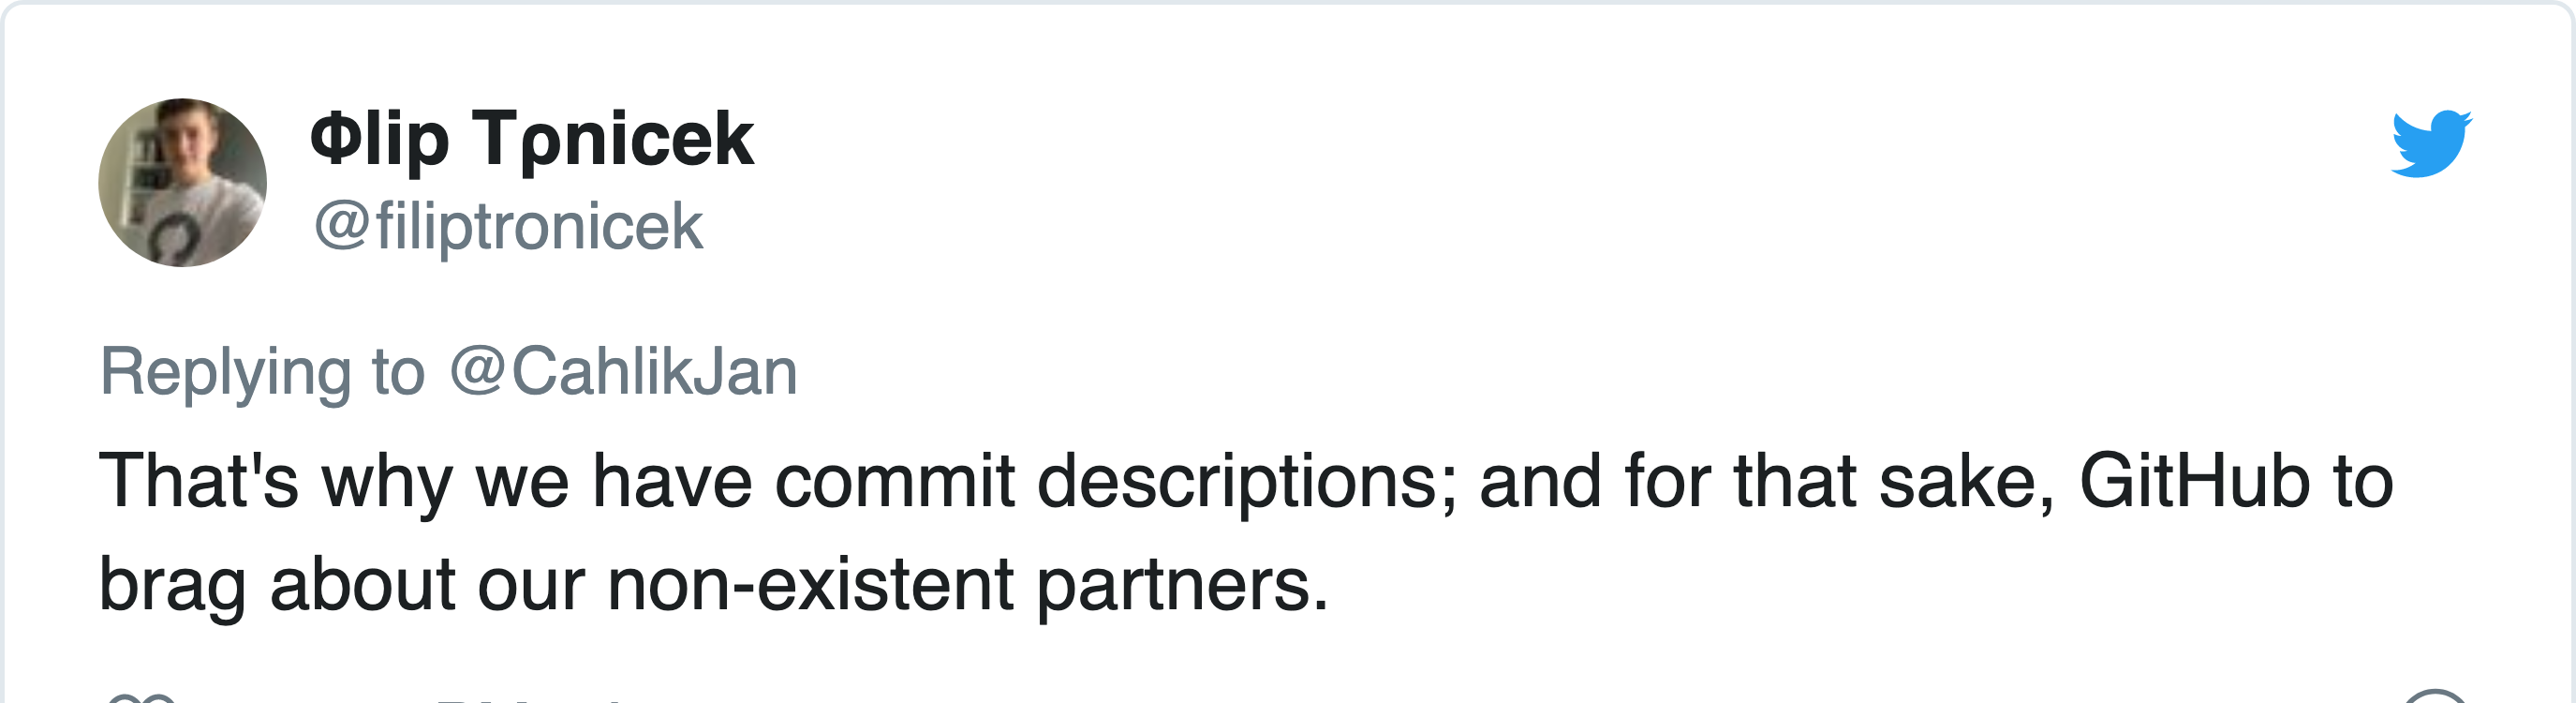 Φlip Tρnicek
@filiptronicek
Replying to @CahlikJan
That's why we have commit descriptions; and for that sake, GitHub to
brag about our non-existent partners.